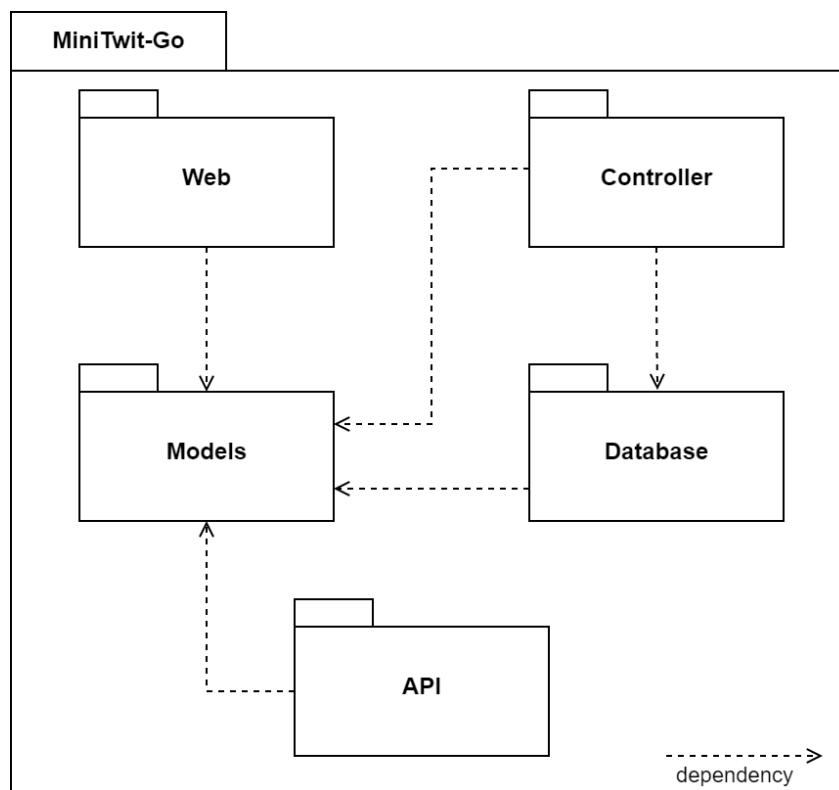 MiniTwit-Go
Web
Controller
Models
Database
API
dependency